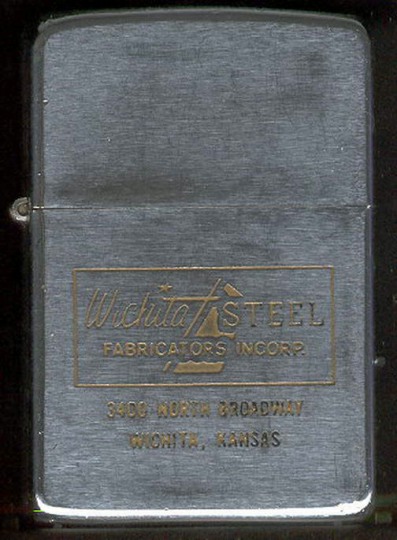 Wichita STEEL
FABRICATORS INCORP.
3400 NORTH BROADWAY
WICHITA, KANSAS